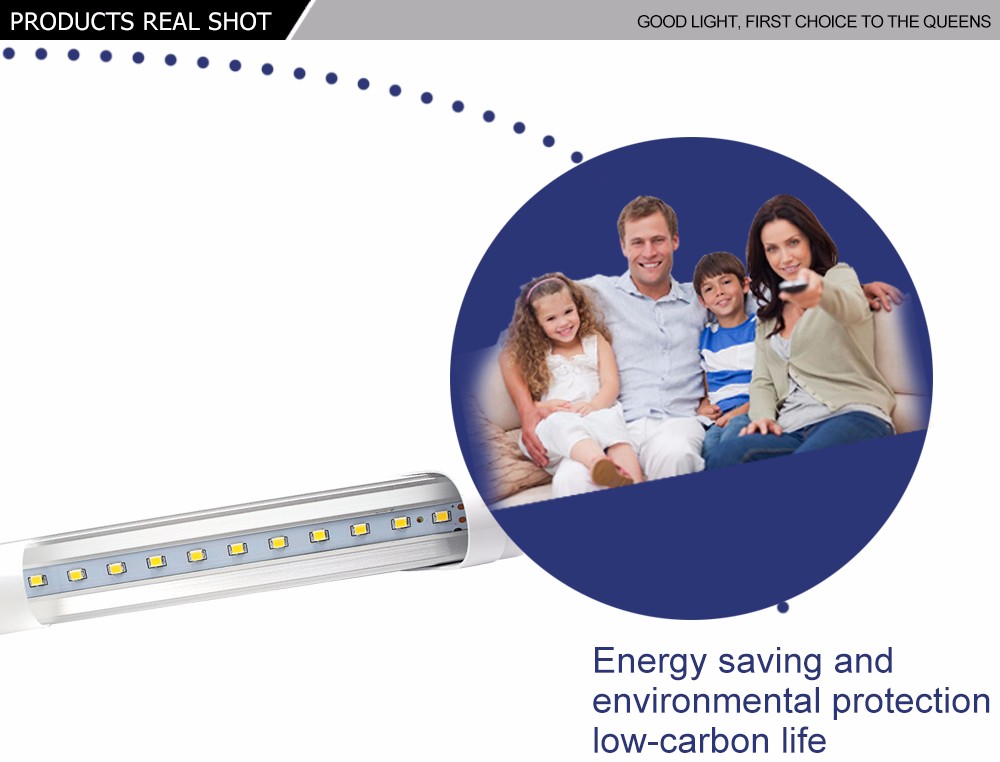 PRODUCTS REAL SHOT
GOOD LIGHT, FIRST CHOICE TO THE QUEENS
Energy saving and
environmental protection
low-carbon life